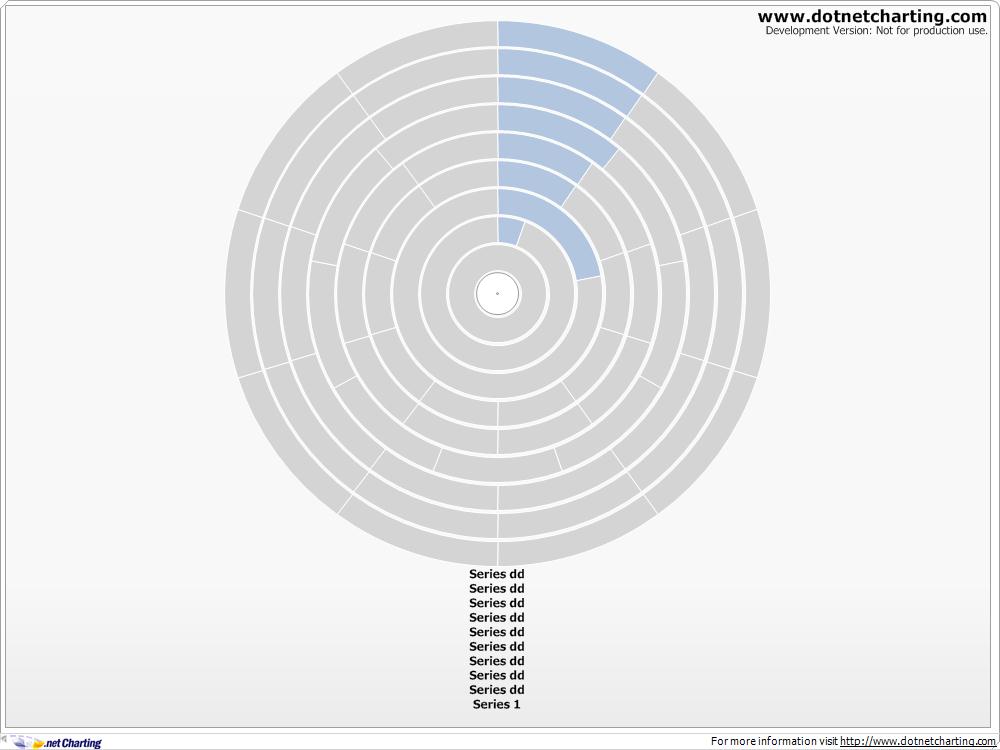 www.dotnetcharting.com
Development Version: Not for production use.
Series dd
Series dd
Series dd
Series dd
Series dd
Series dd
Series dd
Series dd
Series dd
Series 1
.net Charting
For more information visit http://www.dotnetcharting.com